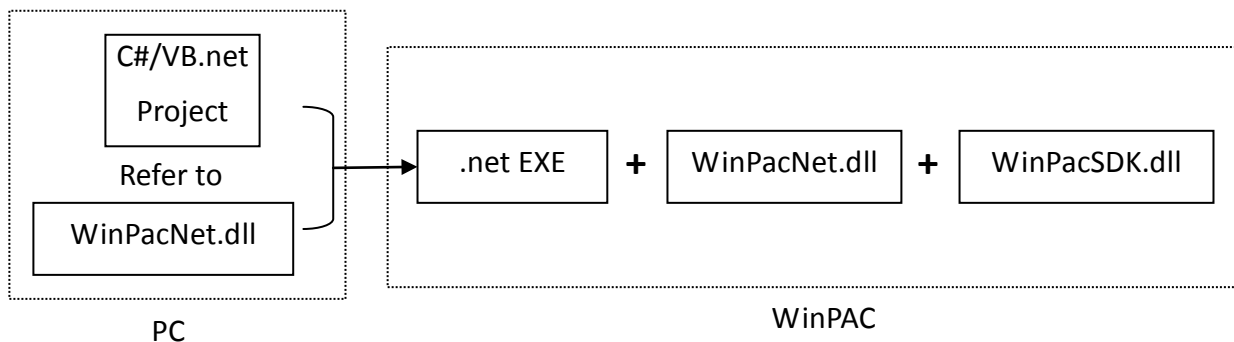 C#/VB.net
Project
Refer to
WinPacNet.dll
PC
.net EXE
+
WinPacNet.dll
+
WinPacSDK.dll
WinPAC